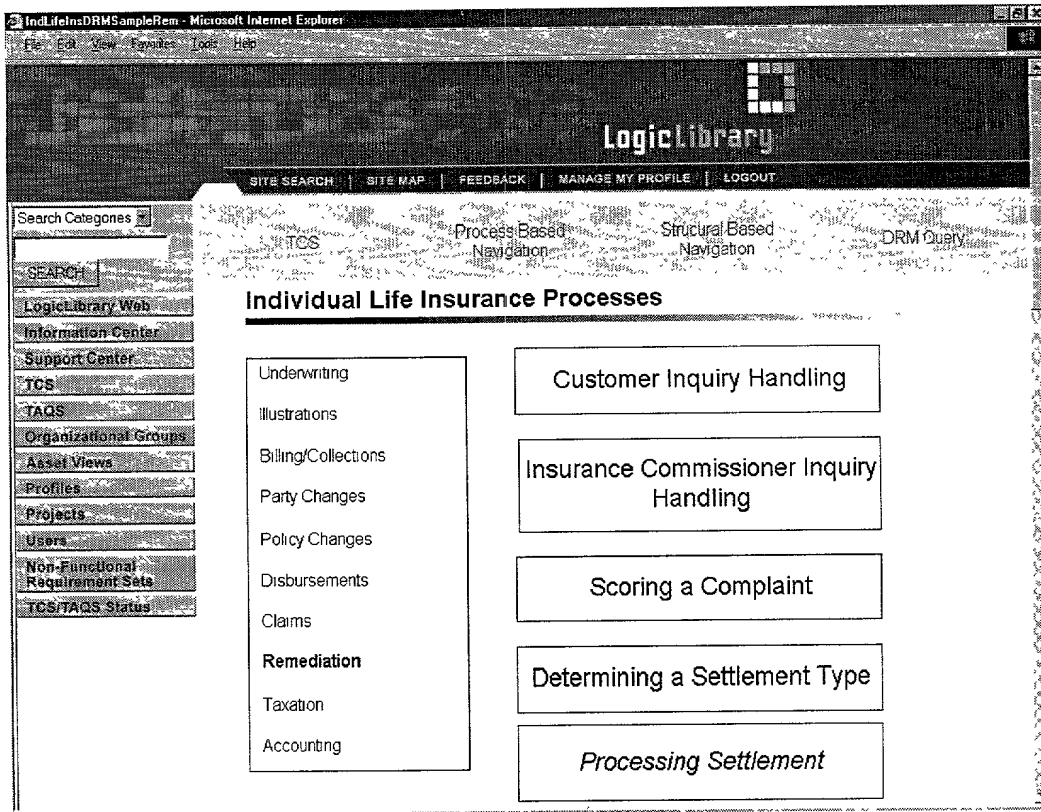 IndLifeInsDRMSampleRem - Microsoft Internet Explorer
File Edit View Favorites Tools Help
LogicLibrary
SITE SEARCH | SITE MAP | FEEDBACK | MANAGE MY PROFILE | LOGOUT
Search Categories
SEARCH
TCS
Process Based
Navigation
Strucural Based
Navigation
DRM Query
LogicLibrary Web
Information Center
Support Center
TCS
TAQS
Organizational Groups
Asset Views
Profiles
Projects
Users
Non-Functional
Requirement Sets
TCS/TAQS Status
Individual Life Insurance Processes
Underwriting
Illustrations
Billing/Collections
Party Changes
Policy Changes
Disbursements
Claims
Remediation
Taxation
Accounting
Customer Inquiry Handling
Insurance Commissioner Inquiry
Handling
Scoring a Complaint
Determining a Settlement Type
Processing Settlement